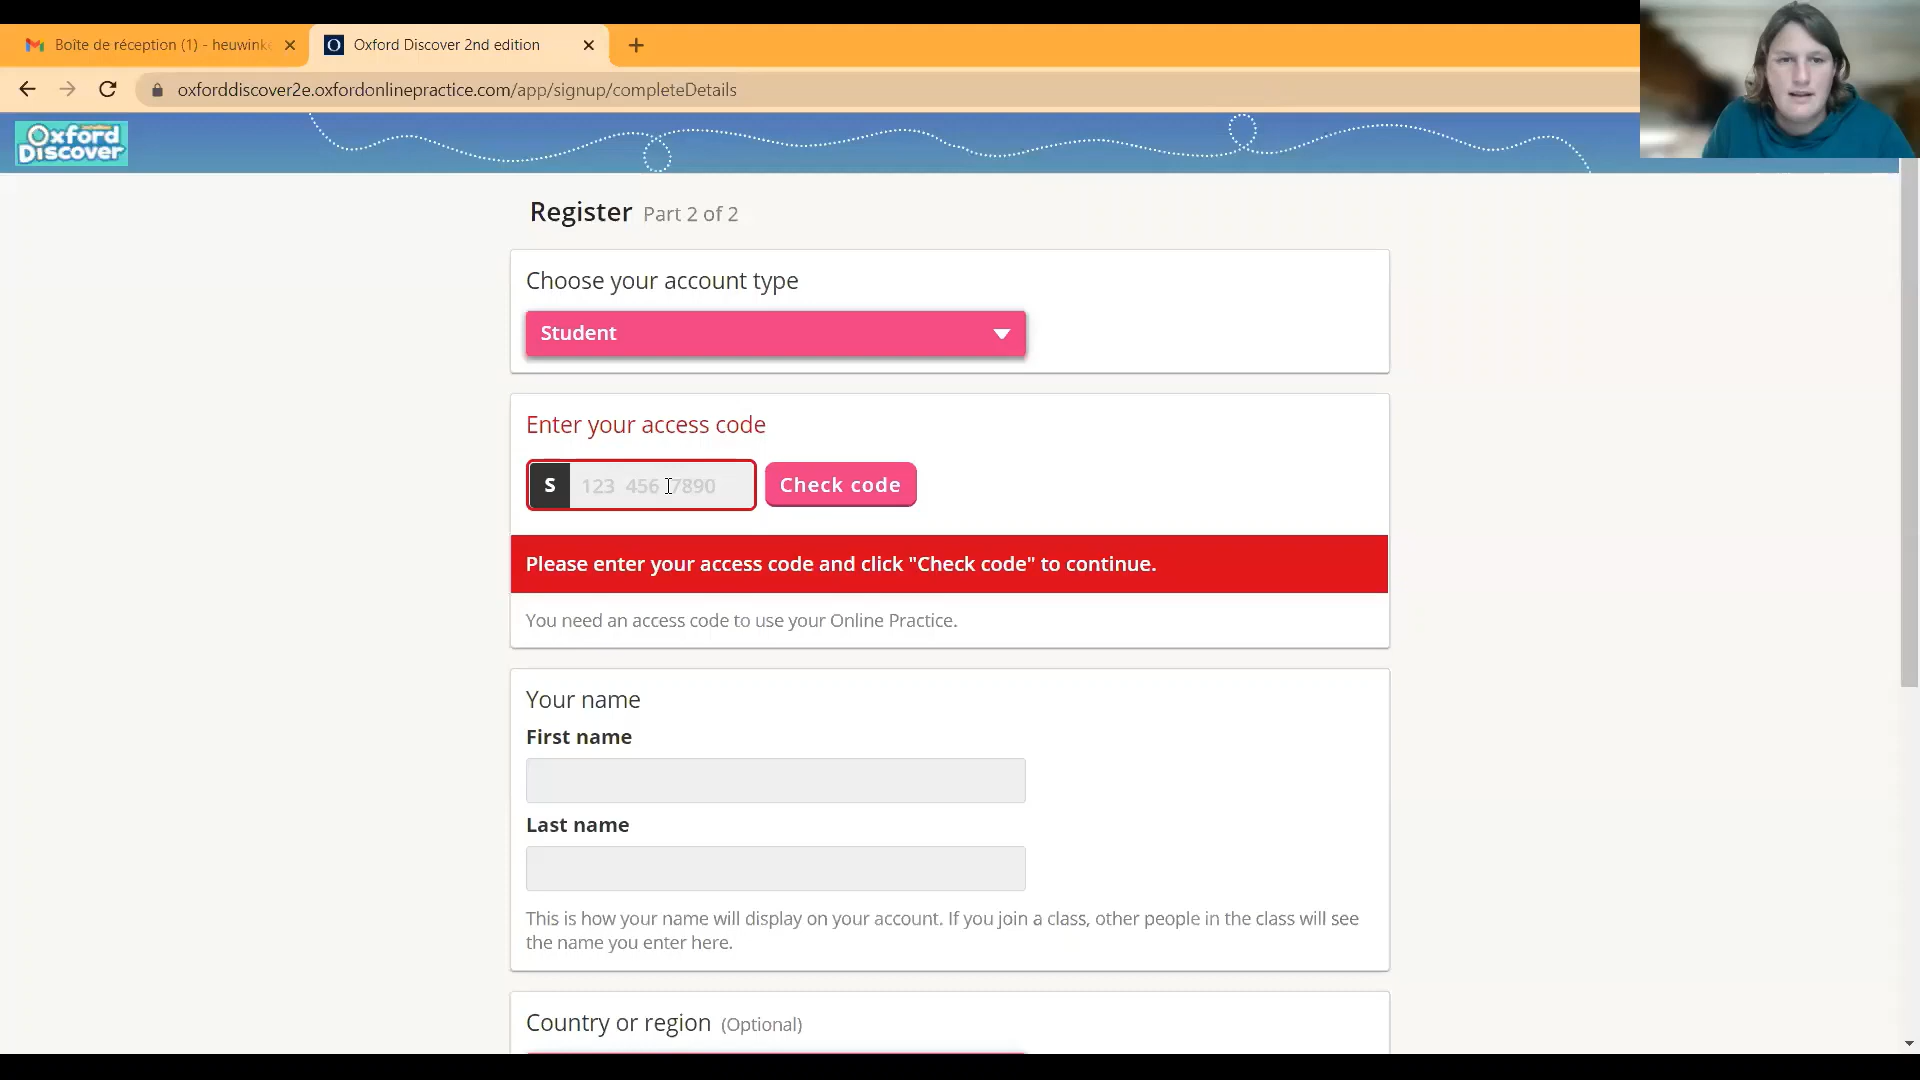 Boîte de réception (1) - heuwink
Oxford Discover 2nd edition
oxforddiscover2e.oxfordonlinepractice.com/app/signup/completeDetails
Oxford
Discover
Register Part 2 of 2
Choose your account type
Student
Enter your access code
S 123 456 7890 Check code
Please enter your access code and click "Check code" to continue.
You need an access code to use your Online Practice.
Your name
First name
Last name
This is how your name will display on your account. If you join a class, other people in the class will see
the name you enter here.
Country or region (Optional)